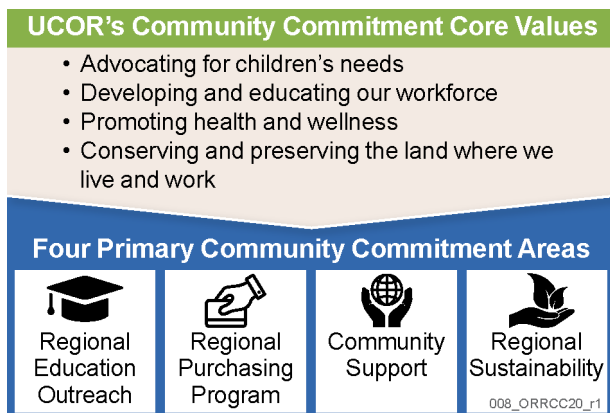 UCOR’s Community Commitment Core Values
• Advocating for children’s needs
• Developing and educating our workforce
• Promoting health and wellness
• Conserving and preserving the land where we
live and work
Four Primary Community Commitment Areas
Regional
Education
Outreach
Regional
Purchasing
Program
Community
Support
Regional
Sustainability
008_ORRCC20_r1